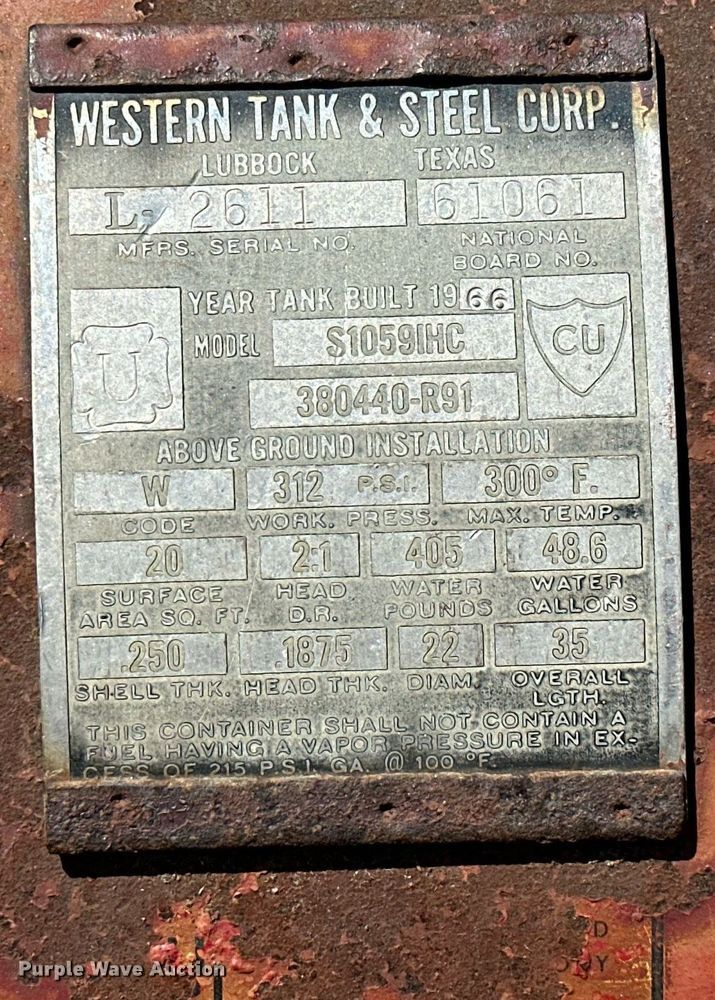 WESTERN TANK & STEEL CORP.
LUBBOCK TEXAS
L- 2611 61061
MFRS. SERIAL NO. NATIONAL BOARD NO.
YEAR TANK BUILT 1966
U
MODEL S1059IHC
CU
380440-R91
ABOVE GROUND INSTALLATION
W 312 P.S.I. 300° F.
CODE WORK. PRESS. MAX. TEMP.
20 2:1 405 48.6
SURFACE AREA SQ. FT. HEAD D.R. WATER POUNDS WATER GALLONS
.250 .1875 22 35
SHELL THK. HEAD THK. DIAM. OVERALL LGTH.
THIS CONTAINER SHALL NOT CONTAIN A
FUEL HAVING A VAPOR PRESSURE IN EX-
CESS OF 215 P.S.I. GA. @ 100 °F.
Purple Wave Auction